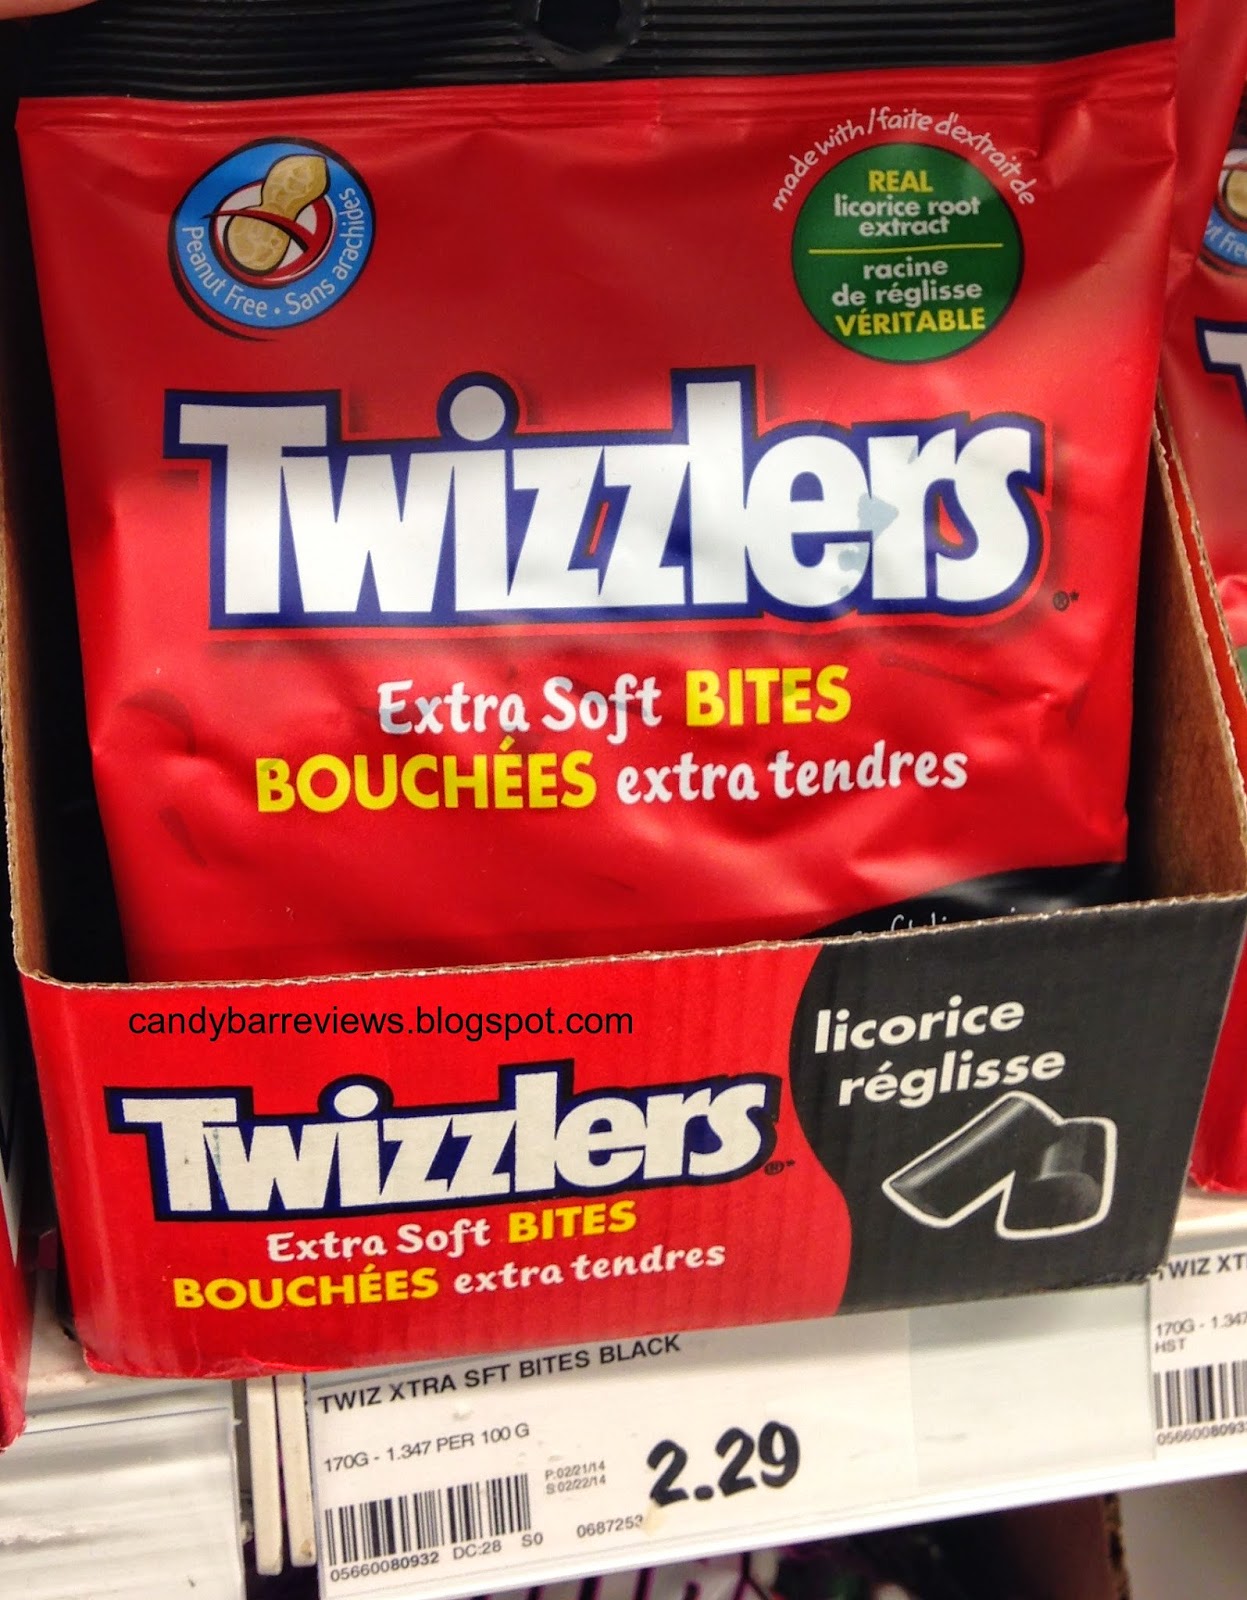 Peanut Free • Sans arachides
made with / faite d'extrait de
REAL
licorice root
extract
racine
de réglisse
VÉRITABLE
Twizzlers®*
Extra Soft BITES
BOUCHÉES extra tendres
candybarreviews.blogspot.com
Twizzlers®*
Extra Soft BITES
BOUCHÉES extra tendres
licorice
réglisse
TWIZ XTRA SFT BITES BLACK
170G - 1.347 PER 100 G
P:02/21/14
S:02/22/14
2.29
05660080932 DC:28 S0 0687253
TWIZ XT
170G - 1.347
HST
0566008093